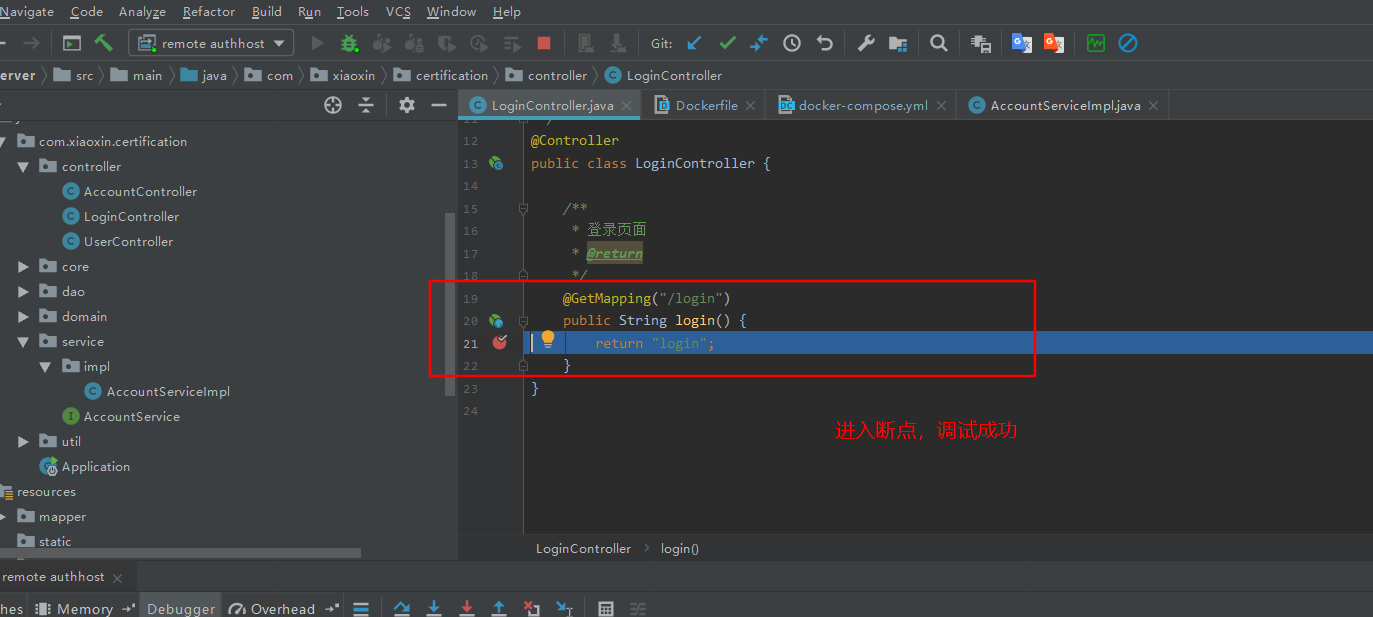 Navigate Code Analyze Refactor Build Run Tools VCS Window Help
remote authhost Git:
erver src main java com xiaoxin certification controller LoginController
LoginController.java Dockerfile docker-compose.yml AccountServiceImpl.java
com.xiaoxin.certification
controller
AccountController
LoginController
UserController
core
dao
domain
service
impl
AccountServiceImpl
AccountService
util
Application
resources
mapper
static
12 @Controller
13 public class LoginController {
14
15 /**
16 * 登录页面
17 * @return
18 */
19 @GetMapping("/login")
20 public String login() {
21 return "login";
22 }
23 }
24
进入断点，调试成功
LoginController login()
remote authhost
hes Memory Debugger Overhead